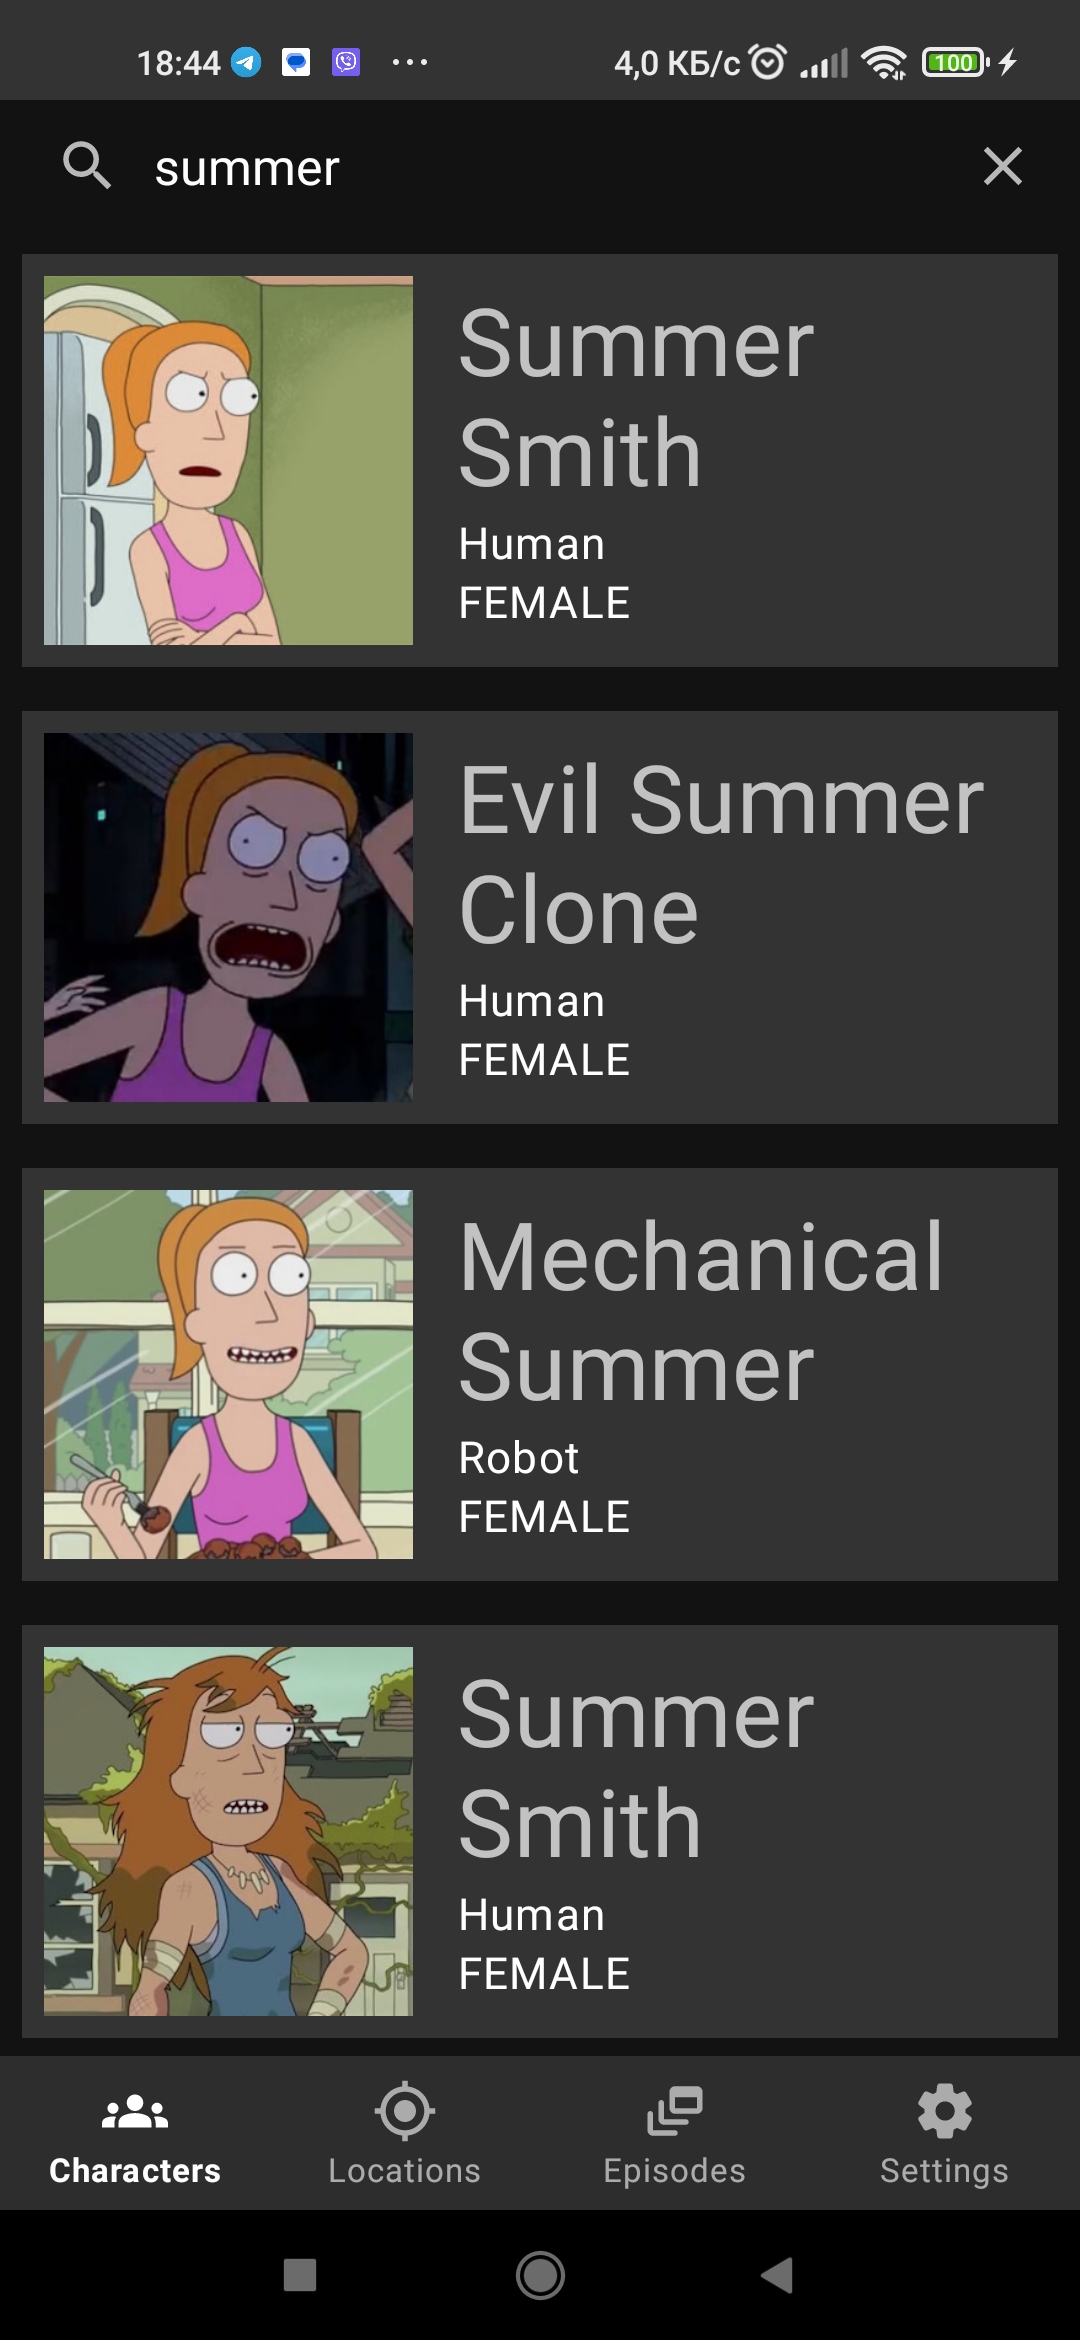 18:44 ... 4,0 КБ/с 100
summer
Summer
Smith
Human
FEMALE
Evil Summer
Clone
Human
FEMALE
Mechanical
Summer
Robot
FEMALE
Summer
Smith
Human
FEMALE
Characters Locations Episodes Settings